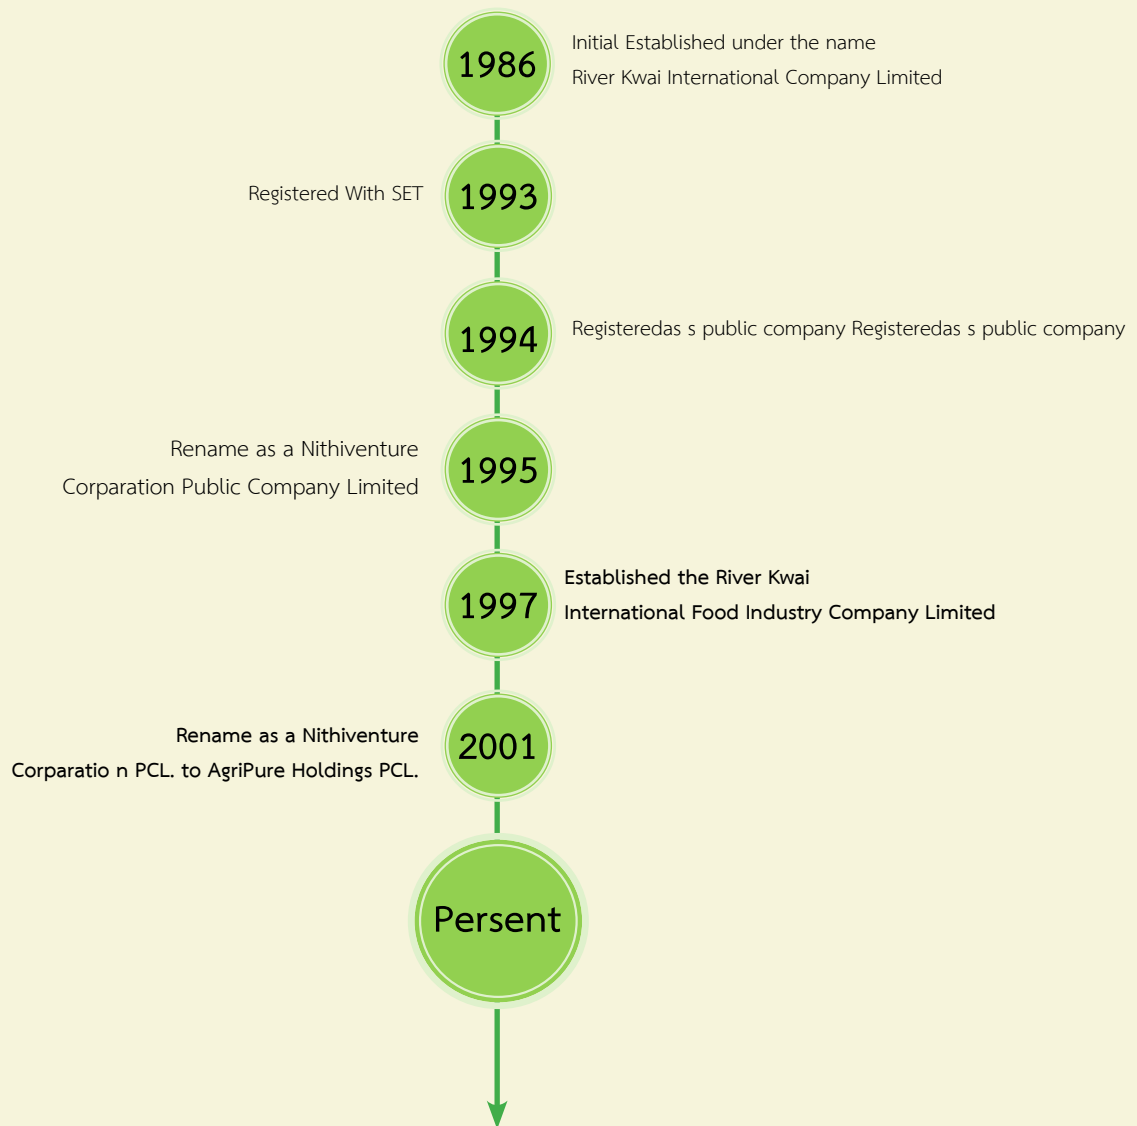 1986
Initial Established under the name
River Kwai International Company Limited
Registered With SET
1993
1994
Registeredas s public company Registeredas s public company
Rename as a Nithiventure
Corparation Public Company Limited
1995
1997
Established the River Kwai
International Food Industry Company Limited
Rename as a Nithiventure
Corparatio n PCL. to AgriPure Holdings PCL.
2001
Persent